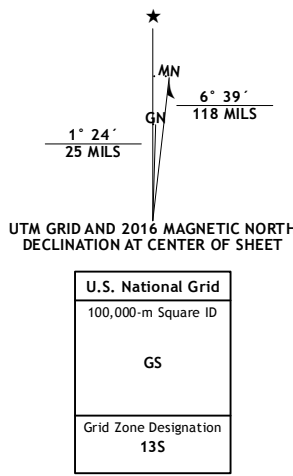 ★
MN
GN
6° 39´
118 MILS
1° 24´
25 MILS
UTM GRID AND 2016 MAGNETIC NORTH
DECLINATION AT CENTER OF SHEET
U.S. National Grid
100,000-m Square ID
GS
Grid Zone Designation
13S